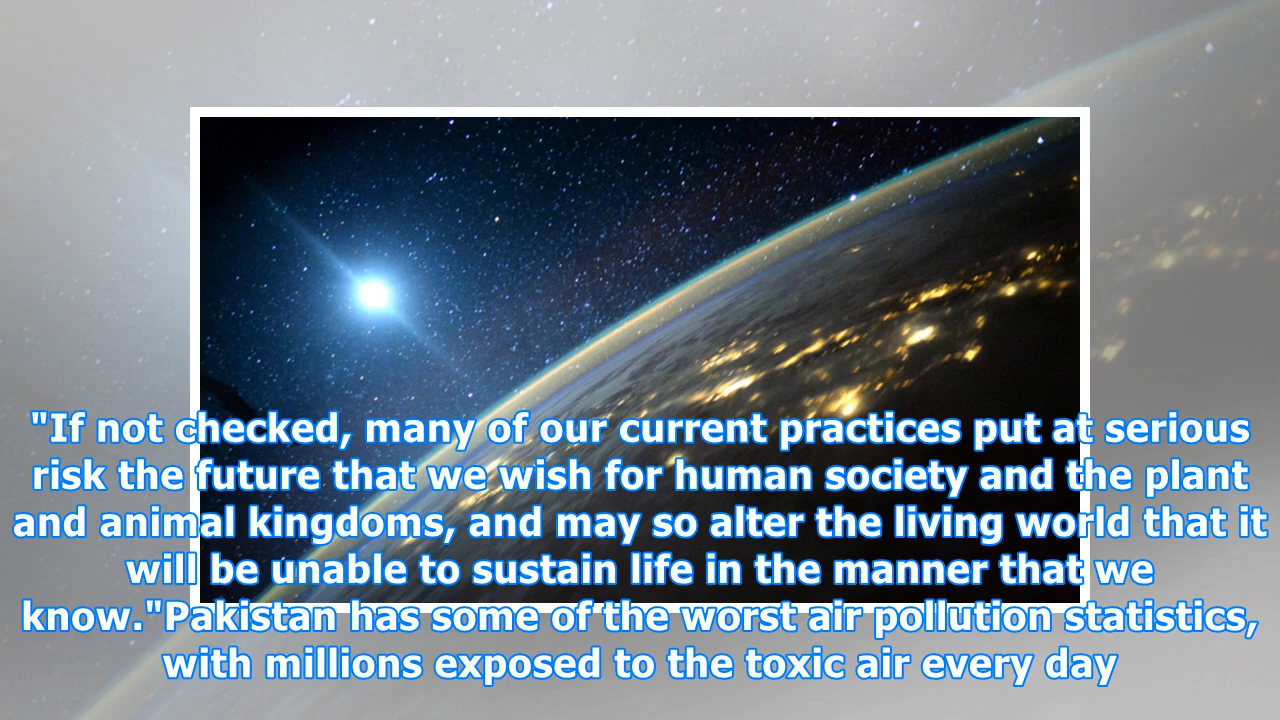 "If not checked, many of our current practices put at serious
risk the future that we wish for human society and the plant
and animal kingdoms, and may so alter the living world that it
will be unable to sustain life in the manner that we
know."Pakistan has some of the worst air pollution statistics,
with millions exposed to the toxic air every day